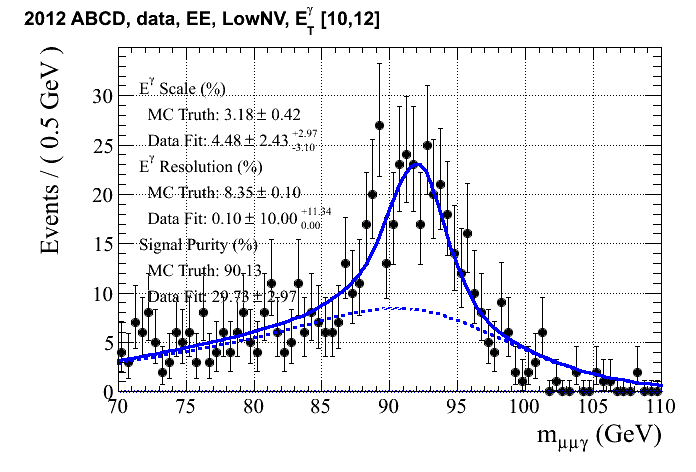 2012 ABCD, data, EE, LowNV, E_T^γ [10,12]
Events / ( 0.5 GeV )
30
25
20
15
10
5
0
E^γ Scale (%)
MC Truth: 3.18 ± 0.42
Data Fit: 4.48 ± 2.43 +2.97 -3.10
E^γ Resolution (%)
MC Truth: 8.35 ± 0.10
Data Fit: 0.10 ± 10.00 +11.34 0.00
Signal Purity (%)
MC Truth: 90.13
Data Fit: 29.73 ± 2.97
70 75 80 85 90 95 100 105 110
m_μμγ (GeV)